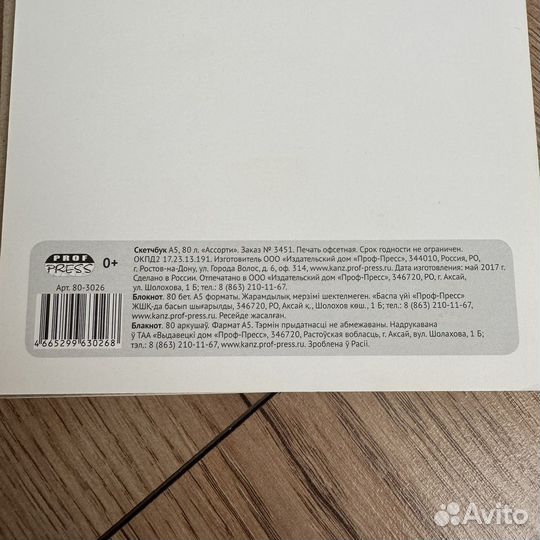 PROF
PRESS
0+
Арт. 80-3026
4 665299 630268
Скетчбук А5, 80 л. «Ассорти». Заказ № 3451. Печать офсетная. Срок годности не ограничен.
ОКПД2 17.23.13.191. Изготовитель ООО «Издательский дом «Проф-Пресс», 344010, Россия, РО,
г. Ростов-на-Дону, ул. Города Волос, д. 6, оф. 314, www.kanz.prof-press.ru. Дата изготовления: май 2017 г.
Сделано в России. Отпечатано в ООО «Издательский дом «Проф-Пресс», 346720, РО, г. Аксай,
ул. Шолохова, 1 Б; тел.: 8 (863) 210-11-67.
Блокнот. 80 бет. А5 форматы. Жарамдылық мерзімі шектелмеген. «Баспа үйі «Проф-Пресс»
ЖШҚ-да басып шығарылды, 346720, РО, Аксай қ., Шолохов көш., 1 Б; тел.: 8 (863) 210-11-67,
www.kanz.prof-press.ru. Ресейде жасалған.
Блакнот. 80 аркушаў. Фармат А5. Тэрмін прыдатнасці не абмежаваны. Надрукавана
ў ТАА «Выдавецкі дом «Проф-Пресс», 346720, Растоўская вобласць, г. Аксай, вул. Шолахова, 1 Б;
тэл.: 8 (863) 210-11-67, www.kanz.prof-press.ru. Зроблена ў Расіі.
Avito